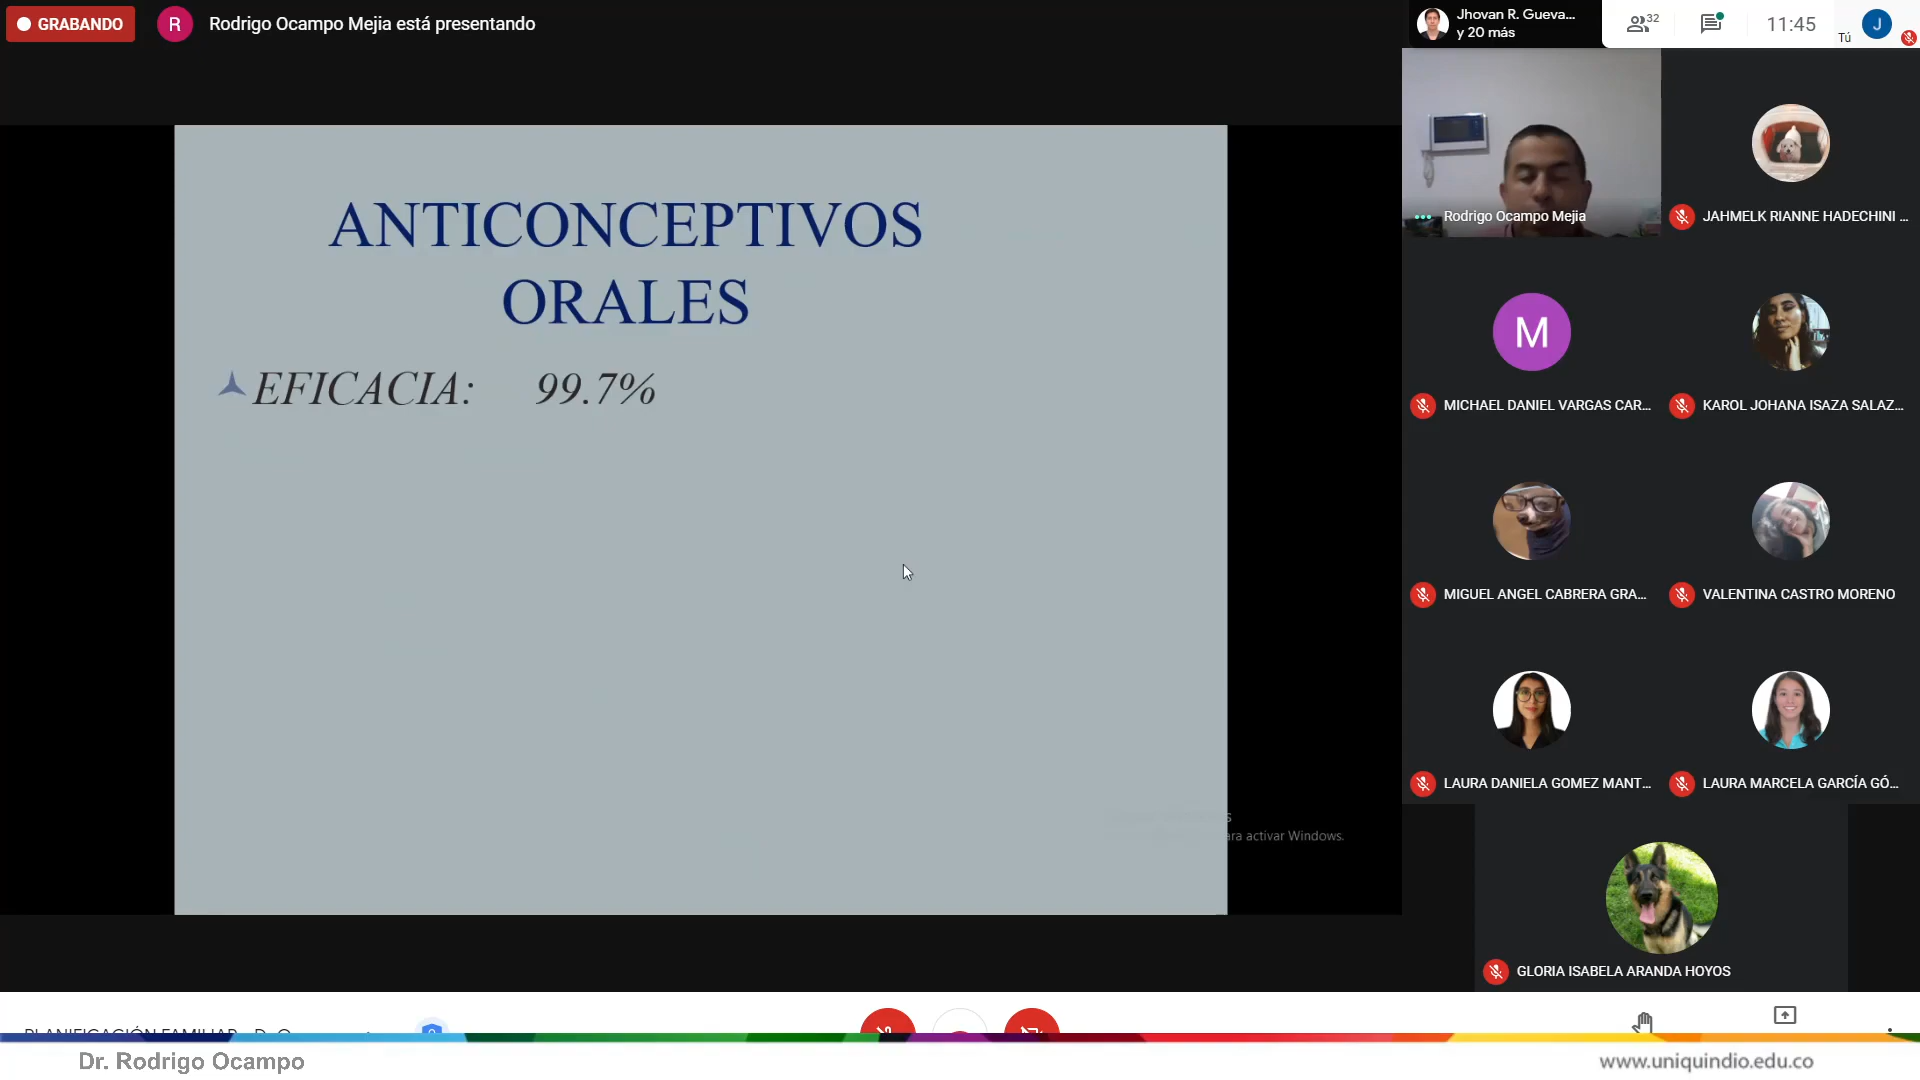 GRABANDO
R
Rodrigo Ocampo Mejia está presentando
Jhovan R. Gueva...
y 20 más
32
11:45
Tú
J
ANTICONCEPTIVOS
ORALES
EFICACIA: 99.7%
ara activar Windows.
Rodrigo Ocampo Mejia
JAHMELK RIANNE HADECHINI ...
M
MICHAEL DANIEL VARGAS CAR...
KAROL JOHANA ISAZA SALAZ...
MIGUEL ANGEL CABRERA GRA...
VALENTINA CASTRO MORENO
LAURA DANIELA GOMEZ MANT...
LAURA MARCELA GARCÍA GÓ...
GLORIA ISABELA ARANDA HOYOS
PLANIFICACIÓN FAMILIAR
Dr. Rodrigo Ocampo
www.uniquindio.edu.co